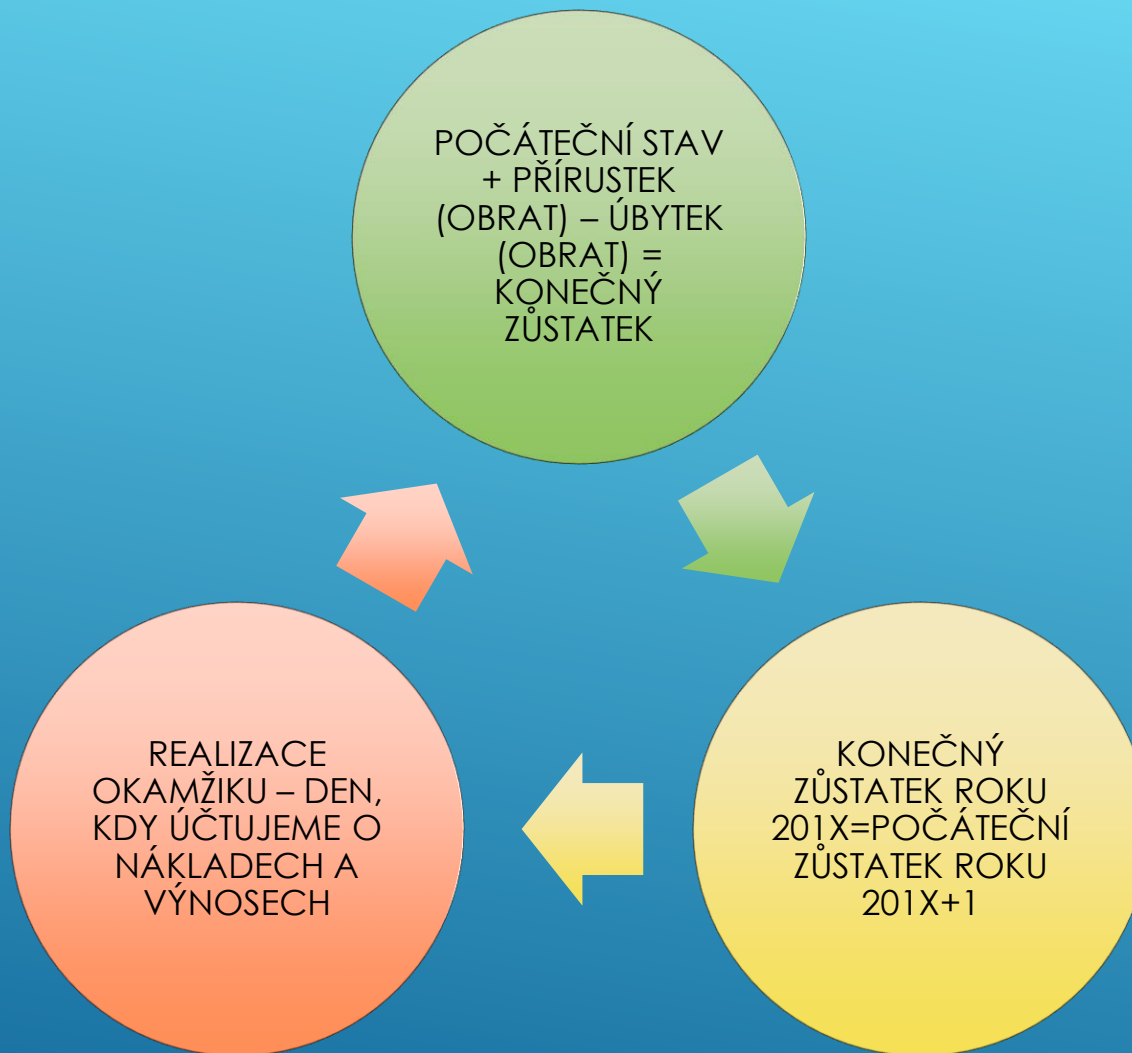 POČÁTEČNÍ STAV
+ PŘÍRUSTEK
(OBRAT) – ÚBYTEK
(OBRAT) =
KONEČNÝ
ZŮSTATEK
KONEČNÝ
ZŮSTATEK ROKU
201X=POČÁTEČNÍ
ZŮSTATEK ROKU
201X+1
REALIZACE
OKAMŽIKU – DEN,
KDY ÚČTUJEME O
NÁKLADECH A
VÝNOSECH